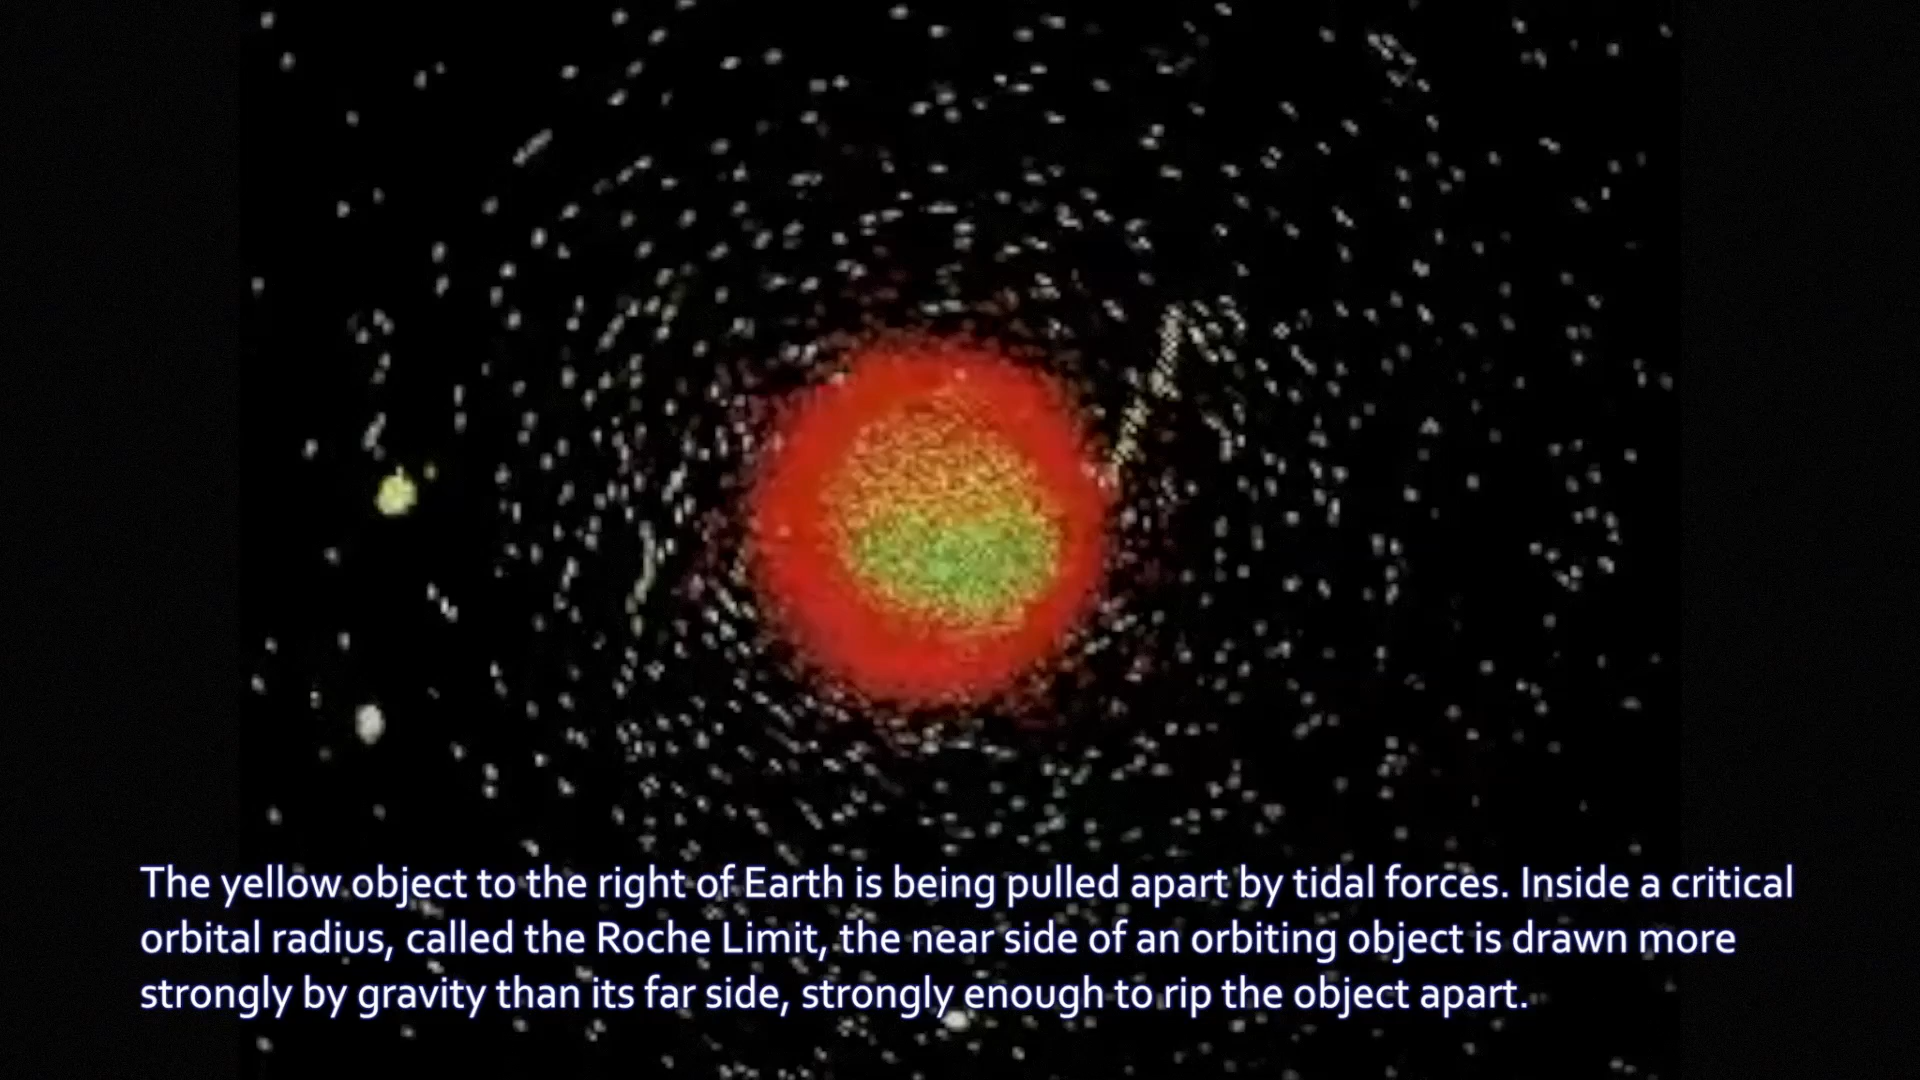 The yellow object to the right of Earth is being pulled apart by tidal forces. Inside a critical
orbital radius, called the Roche Limit, the near side of an orbiting object is drawn more
strongly by gravity than its far side, strongly enough to rip the object apart.